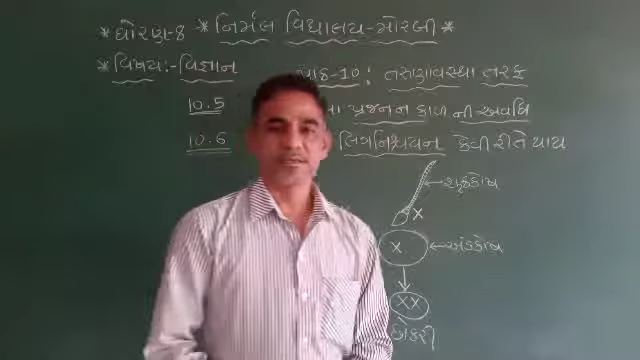 *ધોરણ-8 *નિર્મલ વિદ્યાલય-મોરબી*
*વિષય:-વિજ્ઞાન પાઠ-10: તરુણાવસ્થા તરફ
10.5 પ્રજનન કાળ ની અવધિ
10.6 લિંગનિશ્ચયન કેવી રીતે થાય
શુક્રકોષ
X
X
અંડકોષ
XX
છોકરી